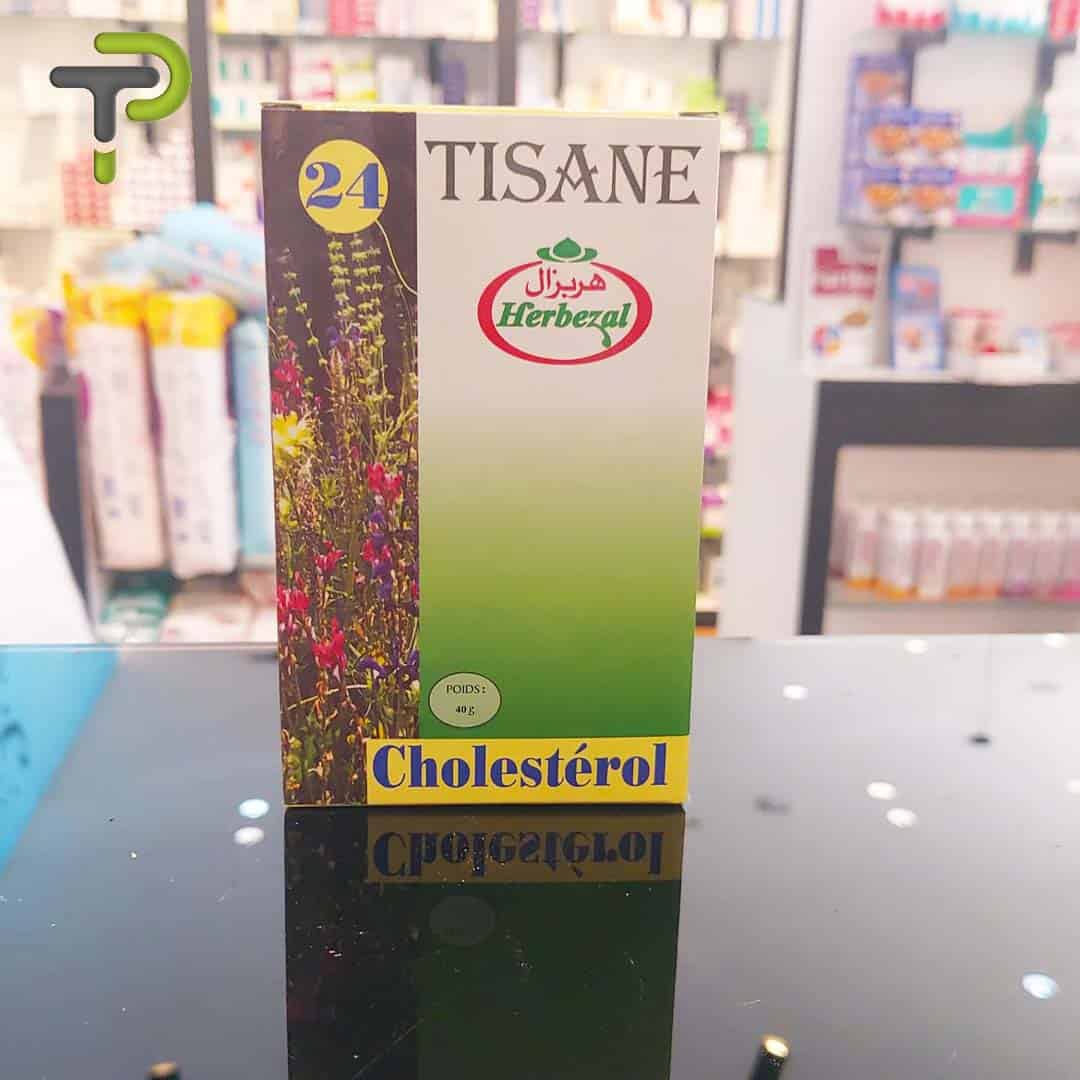 24
TISANE
هربزال
Herbezal
POIDS:
40 g
Cholestérol